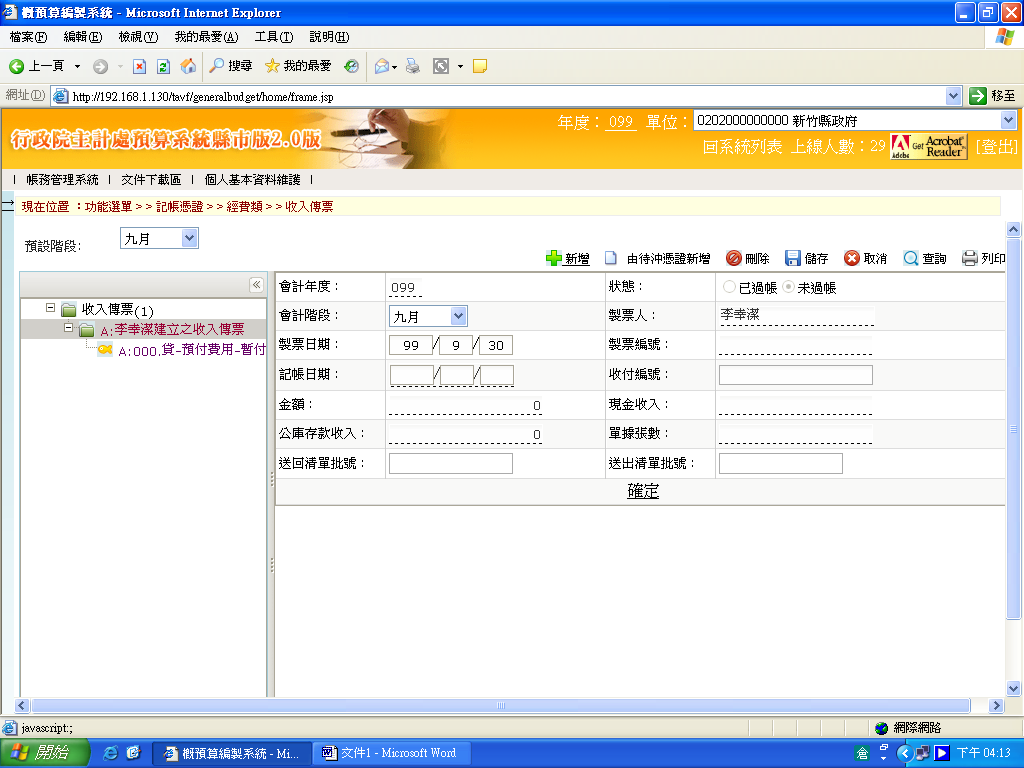 概預算編製系統 - Microsoft Internet Explorer
檔案(F) 編輯(E) 檢視(V) 我的最愛(A) 工具(T) 說明(H)
上一頁 搜尋 我的最愛
網址(D) http://192.168.1.130/tavf/generalbudget/home/frame.jsp 移至
行政院主計處預算系統縣市版2.0版 年度： 099 單位： 0202000000000 新竹縣政府
回系統列表 上線人數：29 Adobe Get Acrobat Reader [登出]
| 帳務管理系統 | 文件下載區 | 個人基本資料維護 |
現在位置 ：功能選單 > > 記帳憑證 > > 經費類 > > 收入傳票
預設階段: 九月
新增 由待沖憑證新增 刪除 儲存 取消 查詢 列印
«
收入傳票(1)
A:李幸潔建立之收入傳票
A:000.貸-預付費用-暫付
會計年度： 099 狀態： 已過帳 未過帳
會計階段： 九月 製票人： 李幸潔
製票日期： 99 / 9 / 30 製票編號：
記帳日期： / / 收付編號：
金額： 0 現金收入：
公庫存款收入： 0 單據張數：
送回清單批號： 送出清單批號：
確定
javascript:; 網際網路
開始 概預算編製系統 - Mi... 文件1 - Microsoft Word 倉 下午 04:13